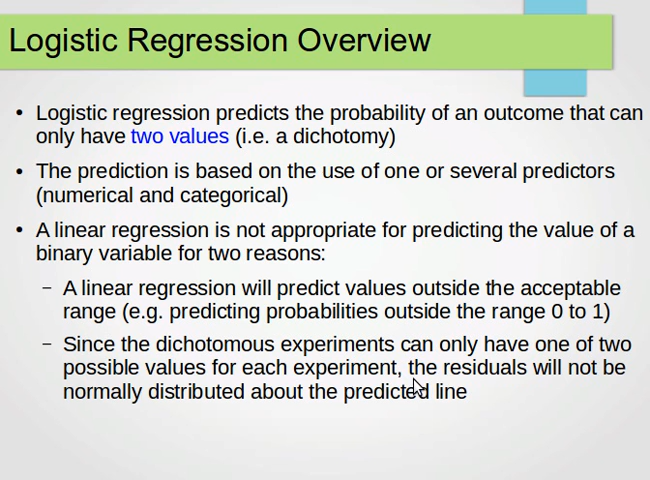 Logistic Regression Overview
• Logistic regression predicts the probability of an outcome that can
only have two values (i.e. a dichotomy)
• The prediction is based on the use of one or several predictors
(numerical and categorical)
• A linear regression is not appropriate for predicting the value of a
binary variable for two reasons:
– A linear regression will predict values outside the acceptable
range (e.g. predicting probabilities outside the range 0 to 1)
– Since the dichotomous experiments can only have one of two
possible values for each experiment, the residuals will not be
normally distributed about the predicted line